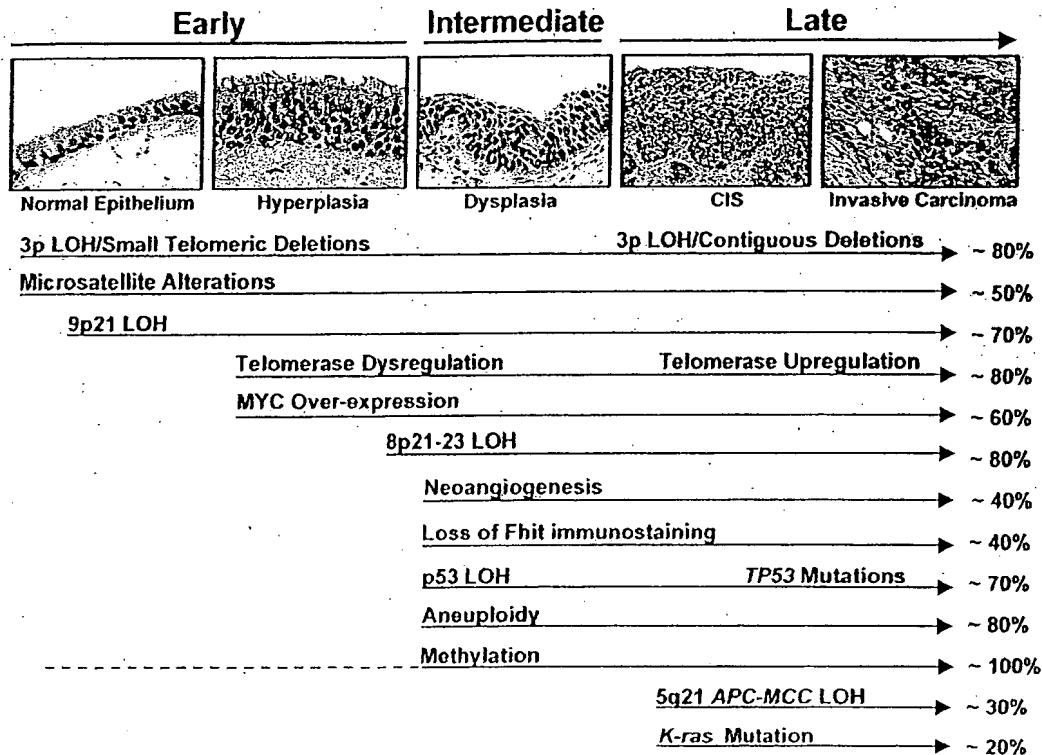 Early Intermediate Late
Normal Epithelium Hyperplasia Dysplasia CIS Invasive Carcinoma
3p LOH/Small Telomeric Deletions 3p LOH/Contiguous Deletions ~ 80%
Microsatellite Alterations ~ 50%
9p21 LOH ~ 70%
Telomerase Dysregulation Telomerase Upregulation ~ 80%
MYC Over-expression ~ 60%
8p21-23 LOH ~ 80%
Neoangiogenesis ~ 40%
Loss of Fhit immunostaining ~ 40%
p53 LOH TP53 Mutations ~ 70%
Aneuploidy ~ 80%
Methylation ~ 100%
5q21 APC-MCC LOH ~ 30%
K-ras Mutation ~ 20%